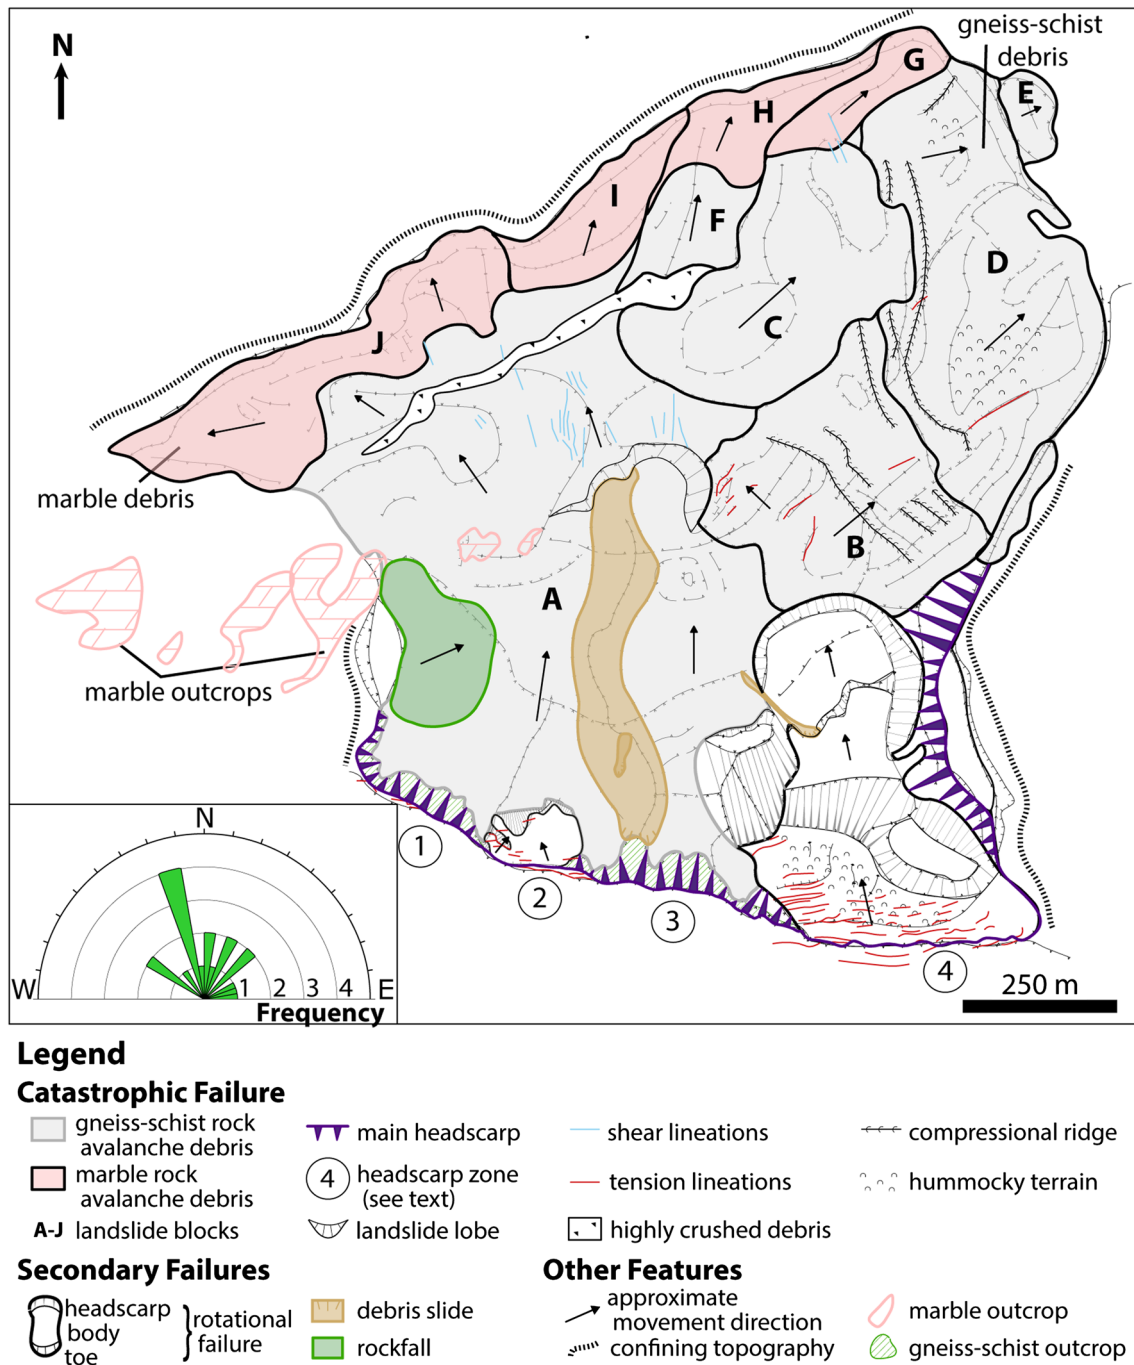 N
gneiss-schist
debris
G
E
H
I
F
D
C
J
marble debris
B
A
marble outcrops
1
2
3
4
250 m
N
W
1 2 3 4 E
Frequency
Legend
Catastrophic Failure
gneiss-schist rock
avalanche debris
marble rock
avalanche debris
A-J landslide blocks
main headscarp
4 headscarp zone
(see text)
landslide lobe
shear lineations
tension lineations
highly crushed debris
compressional ridge
hummocky terrain
Secondary Failures
headscarp
body
toe
rotational
failure
debris slide
rockfall
Other Features
approximate
movement direction
confining topography
marble outcrop
gneiss-schist outcrop